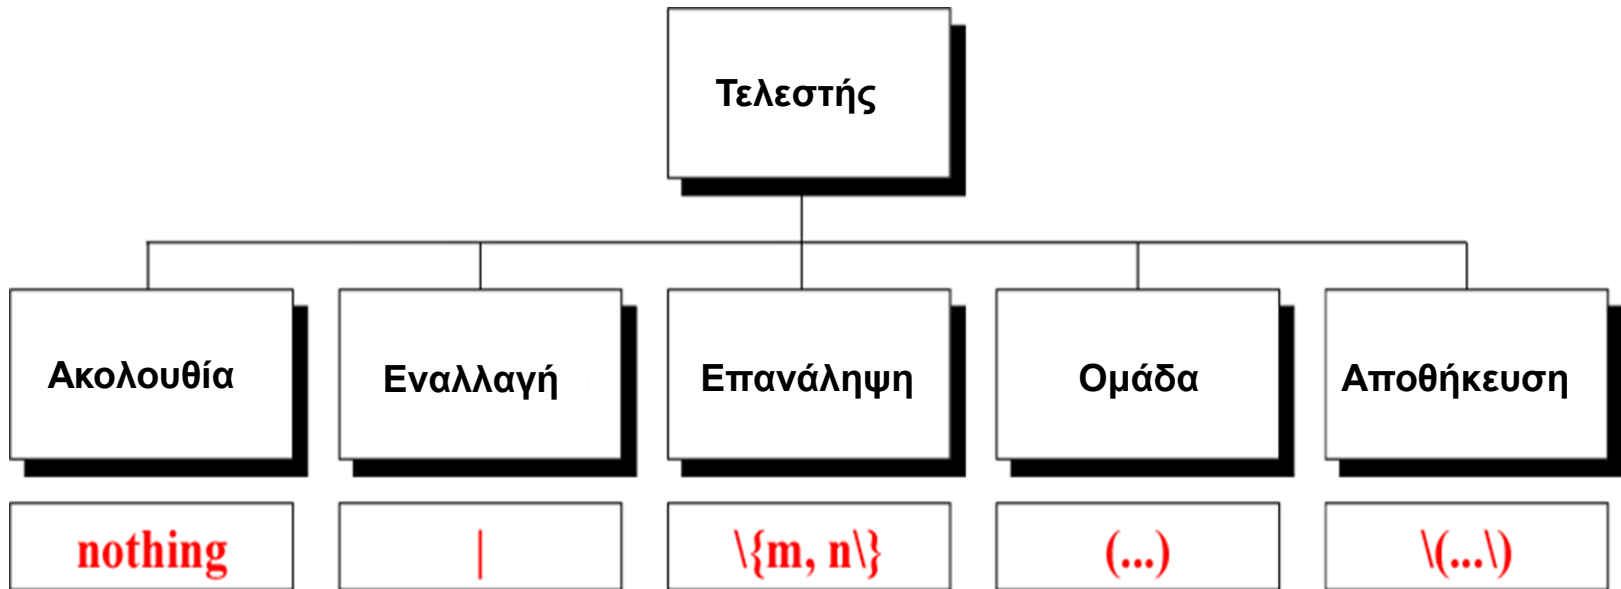 Τελεστής
Ακολουθία
Εναλλαγή
Επανάληψη
Ομάδα
Αποθήκευση
nothing
|
\{m, n\}
(...)
\(...\)